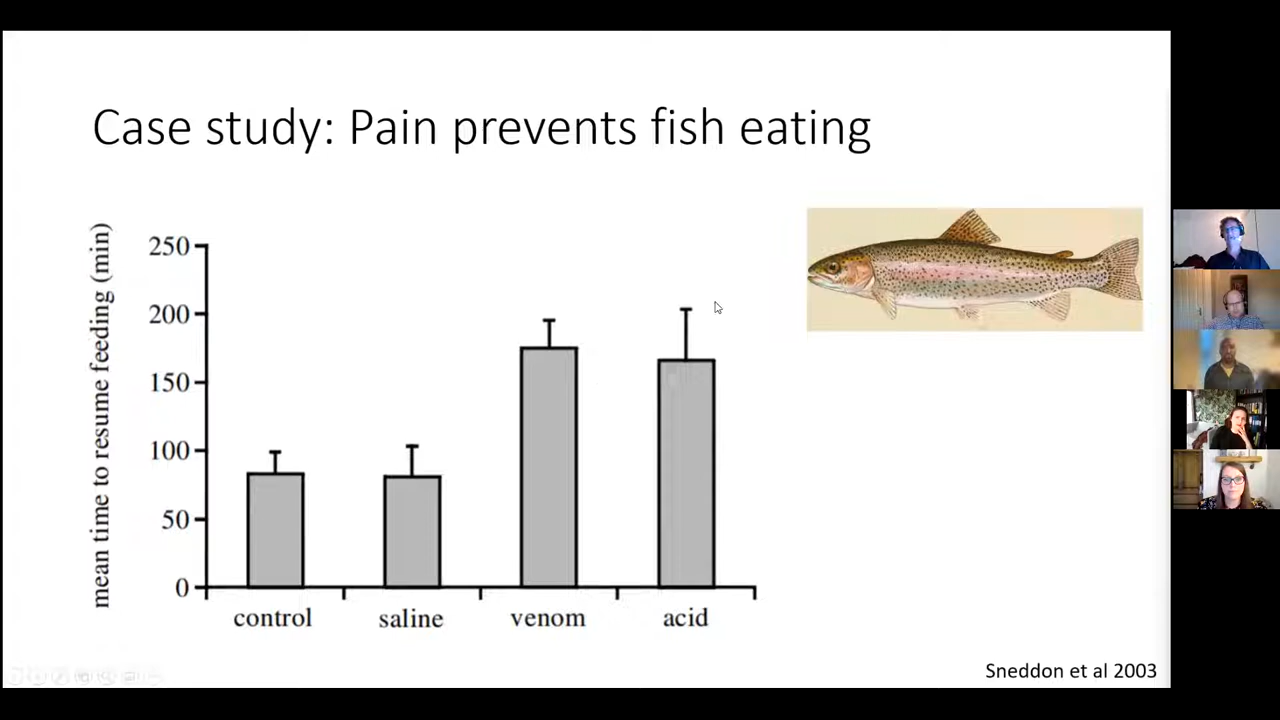 Case study: Pain prevents fish eating
mean time to resume feeding (min)
250
200
150
100
50
0
control
saline
venom
acid
Sneddon et al 2003